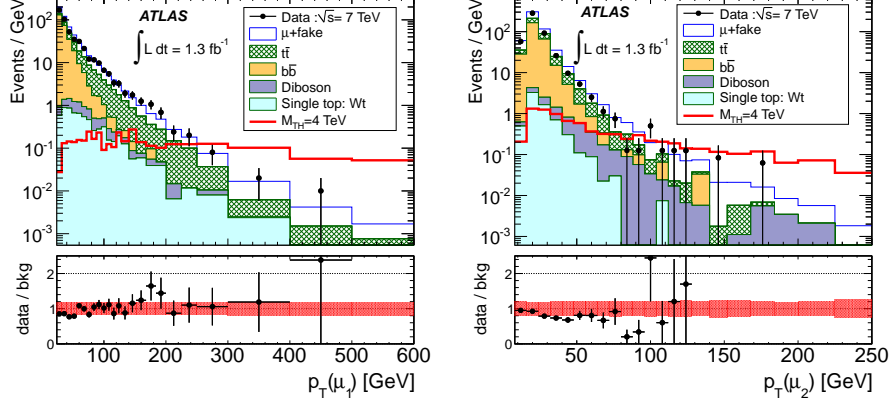 ATLAS
Data :√s= 7 TeV
∫L dt = 1.3 fb⁻¹
μ+fake
tt̄
bb̄
Diboson
Single top: Wt
M_TH=4 TeV
Events / GeV
10²
10
1
10⁻¹
10⁻²
10⁻³
data / bkg
2
1
0
100 200 300 400 500 600
p_T(μ₁) [GeV]
ATLAS
Data :√s= 7 TeV
∫L dt = 1.3 fb⁻¹
μ+fake
tt̄
bb̄
Diboson
Single top: Wt
M_TH=4 TeV
Events / GeV
10²
10
1
10⁻¹
10⁻²
10⁻³
data / bkg
2
1
0
50 100 150 200 250
p_T(μ₂) [GeV]